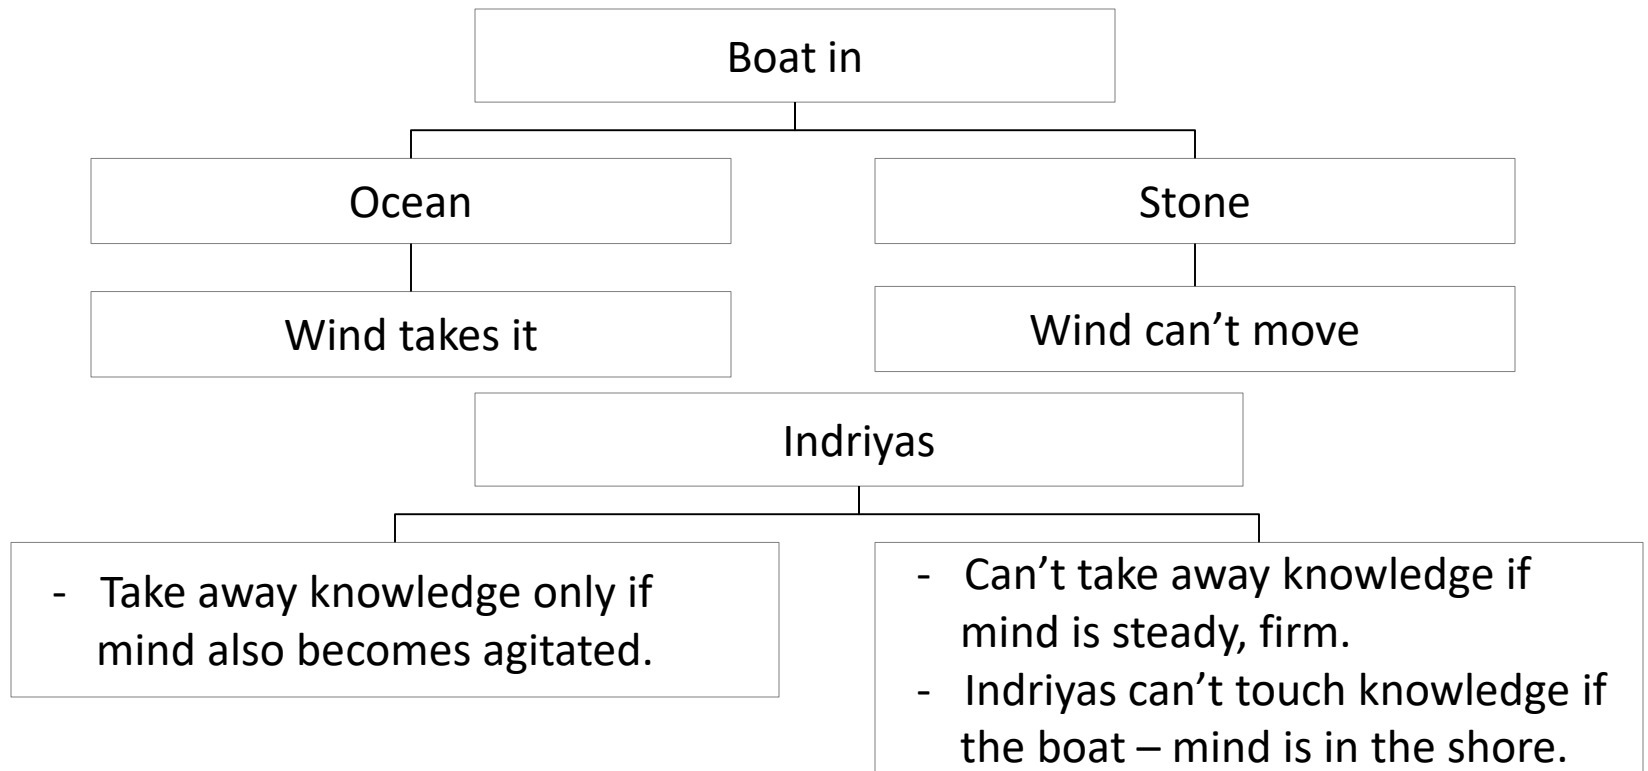 Boat in
Ocean
Stone
Wind takes it
Wind can’t move
Indriyas
- Take away knowledge only if
mind also becomes agitated.
- Can’t take away knowledge if
mind is steady, firm.
- Indriyas can’t touch knowledge if
the boat – mind is in the shore.